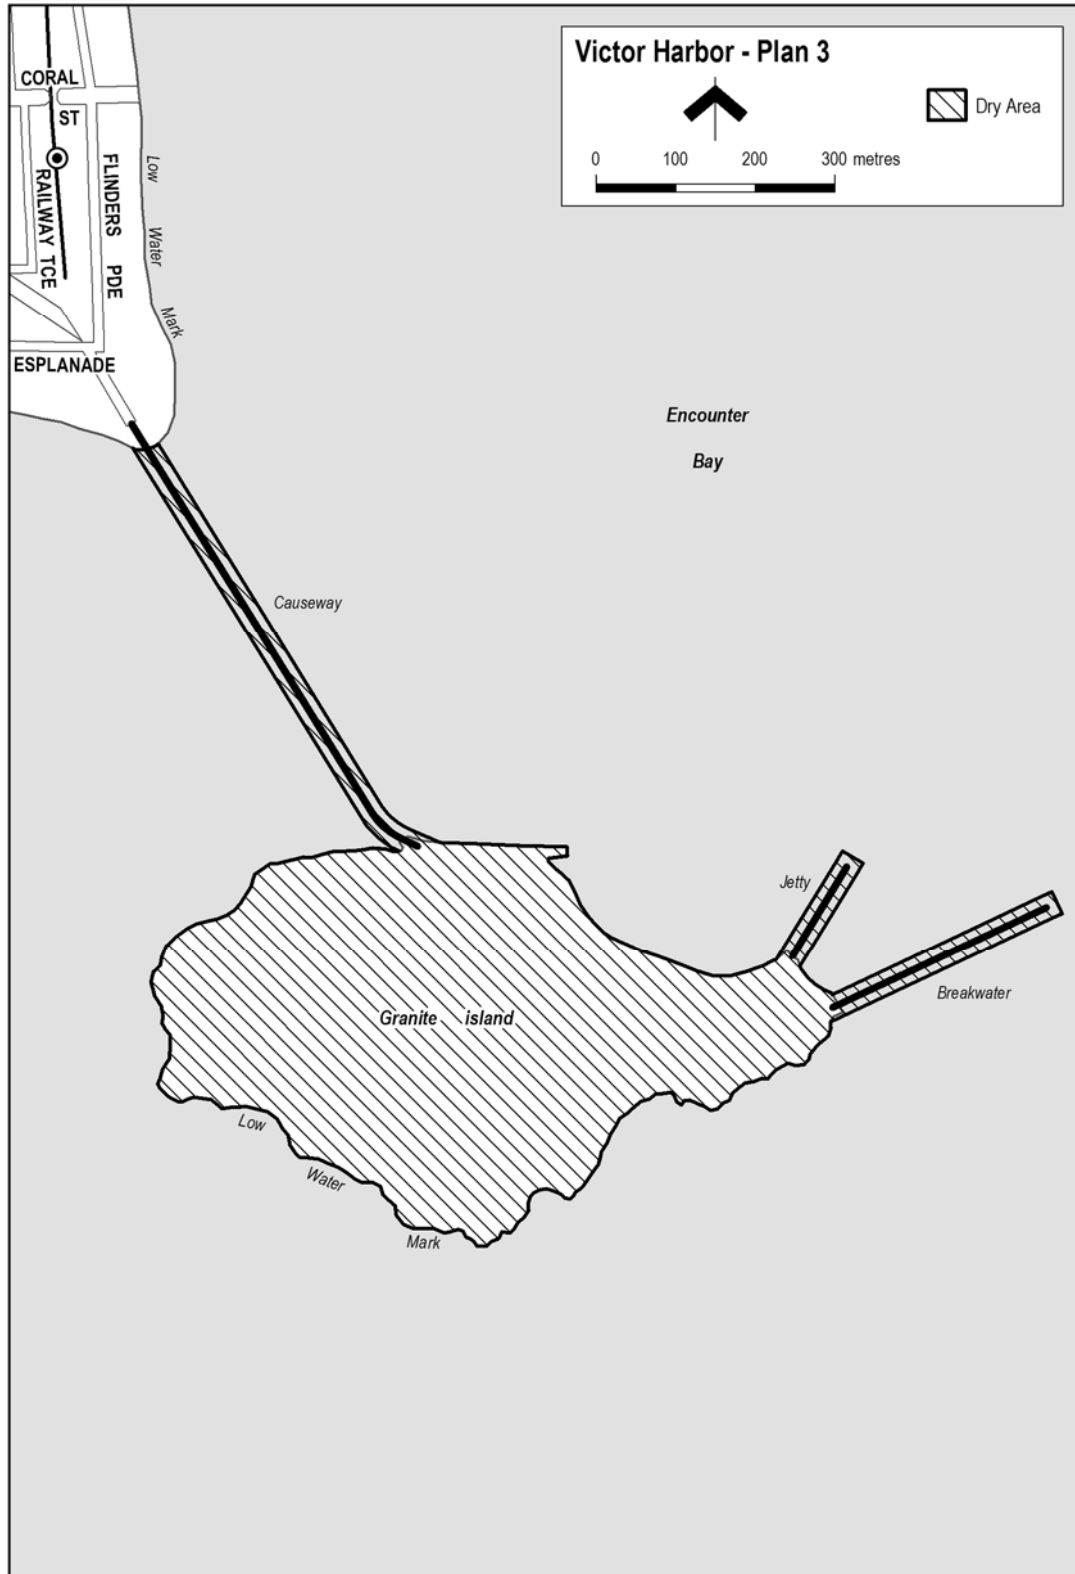 Victor Harbor - Plan 3
Dry Area
0 100 200 300 metres
CORAL
ST
FLINDERS PDE
RAILWAY TCE
ESPLANADE
Low Water Mark
Encounter
Bay
Causeway
Jetty
Breakwater
Granite island
Low
Water
Mark